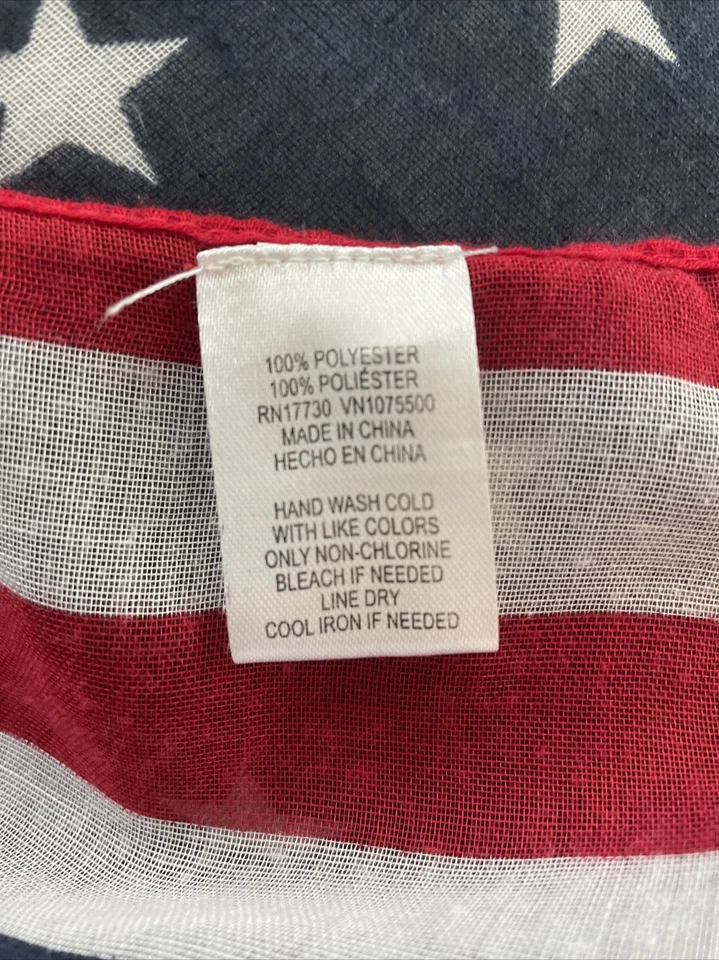 100% POLYESTER
100% POLIÉSTER
RN17730 VN1075500
MADE IN CHINA
HECHO EN CHINA
HAND WASH COLD
WITH LIKE COLORS
ONLY NON-CHLORINE
BLEACH IF NEEDED
LINE DRY
COOL IRON IF NEEDED